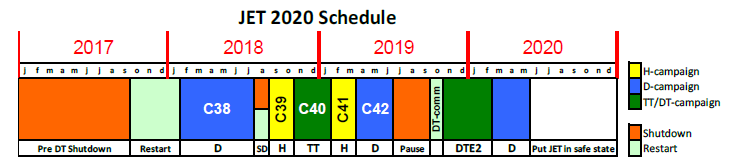 JET 2020 Schedule
2017 2018 2019 2020
j f m a m j j a s o n d j f m a m j j a s o n d j f m a m j j a s o n d j f m a m j j a s o n d
C38 C39 C40 C41 C42 DT-comm
Pre DT Shutdown Restart D SD H TT H D Pause DTE2 D Put JET in safe state
H-campaign
D-campaign
TT/DT-campaign
Shutdown
Restart